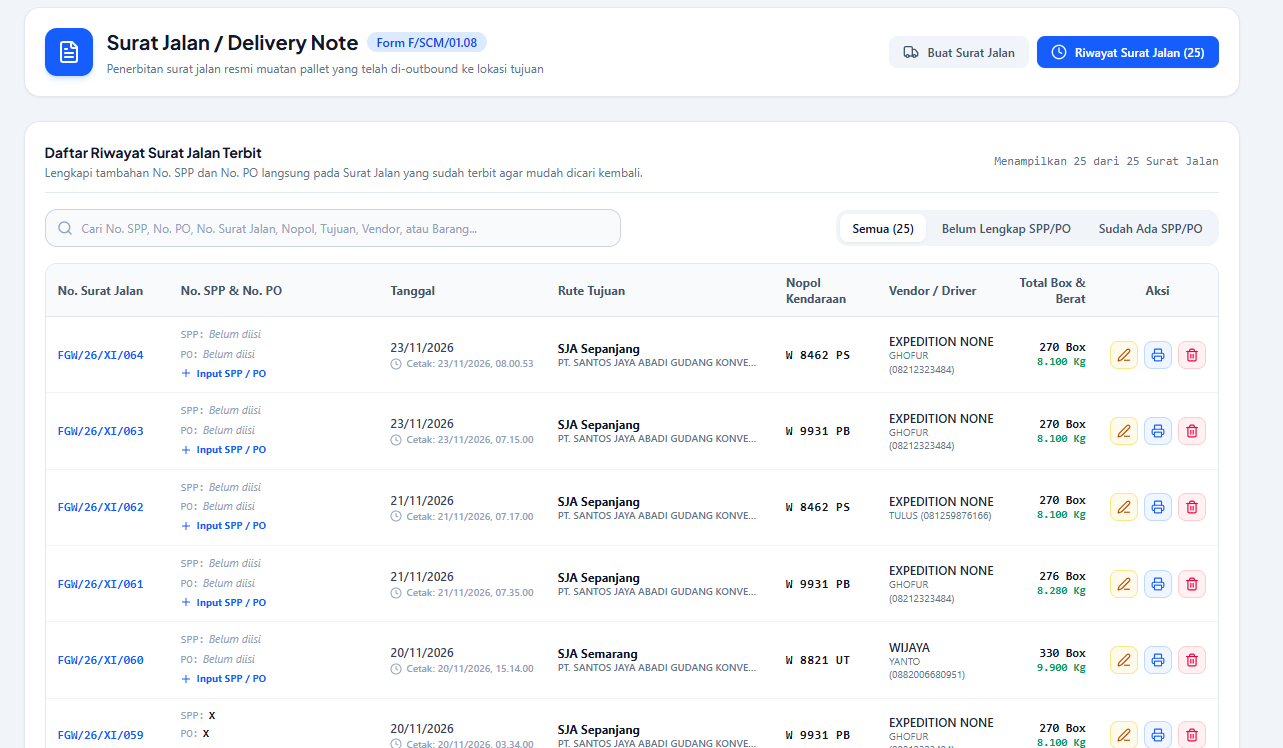 Surat Jalan / Delivery Note Form F/SCM/01.08
Penerbitan surat jalan resmi muatan pallet yang telah di-outbound ke lokasi tujuan
Buat Surat Jalan
Riwayat Surat Jalan (25)
Daftar Riwayat Surat Jalan Terbit
Lengkapi tambahan No. SPP dan No. PO langsung pada Surat Jalan yang sudah terbit agar mudah dicari kembali.
Menampilkan 25 dari 25 Surat Jalan
Cari No. SPP, No. PO, No. Surat Jalan, Nopol, Tujuan, Vendor, atau Barang...
Semua (25) Belum Lengkap SPP/PO Sudah Ada SPP/PO
No. Surat Jalan
No. SPP & No. PO
Tanggal
Rute Tujuan
Nopol
Kendaraan
Vendor / Driver
Total Box &
Berat
Aksi
FGW/26/XI/064
SPP: Belum diisi
PO: Belum diisi
+ Input SPP / PO
23/11/2026
Cetak: 23/11/2026, 08.00.53
SJA Sepanjang
PT. SANTOS JAYA ABADI GUDANG KONVE...
W 8462 PS
EXPEDITION NONE
GHOFUR
(08212323484)
270 Box
8.100 Kg
FGW/26/XI/063
SPP: Belum diisi
PO: Belum diisi
+ Input SPP / PO
23/11/2026
Cetak: 23/11/2026, 07.15.00
SJA Sepanjang
PT. SANTOS JAYA ABADI GUDANG KONVE...
W 9931 PB
EXPEDITION NONE
GHOFUR
(08212323484)
270 Box
8.100 Kg
FGW/26/XI/062
SPP: Belum diisi
PO: Belum diisi
+ Input SPP / PO
21/11/2026
Cetak: 21/11/2026, 07.17.00
SJA Sepanjang
PT. SANTOS JAYA ABADI GUDANG KONVE...
W 8462 PS
EXPEDITION NONE
TULUS (081259876166)
270 Box
8.100 Kg
FGW/26/XI/061
SPP: Belum diisi
PO: Belum diisi
+ Input SPP / PO
21/11/2026
Cetak: 21/11/2026, 07.35.00
SJA Sepanjang
PT. SANTOS JAYA ABADI GUDANG KONVE...
W 9931 PB
EXPEDITION NONE
GHOFUR
(08212323484)
276 Box
8.280 Kg
FGW/26/XI/060
SPP: Belum diisi
PO: Belum diisi
+ Input SPP / PO
20/11/2026
Cetak: 20/11/2026, 15.14.00
SJA Semarang
PT. SANTOS JAYA ABADI GUDANG KONVE...
W 8821 UT
WIJAYA
YANTO
(0882006680951)
330 Box
9.900 Kg
FGW/26/XI/059
SPP: X
PO: X
20/11/2026
Cetak: 20/11/2026, 03.34.00
SJA Sepanjang
PT. SANTOS JAYA ABADI GUDANG KONVE...
W 9931 PB
EXPEDITION NONE
GHOFUR
270 Box
8.100 Kg